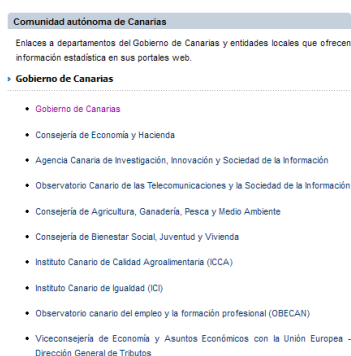 Comunidad autónoma de Canarias
Enlaces a departamentos del Gobierno de Canarias y entidades locales que ofrecen
información estadística en sus portales web.
Gobierno de Canarias
Gobierno de Canarias
Consejería de Economía y Hacienda
Agencia Canaria de Investigación, Innovación y Sociedad de la Información
Observatorio Canario de las Telecomunicaciones y la Sociedad de la Información
Consejería de Agricultura, Ganadería, Pesca y Medio Ambiente
Consejería de Bienestar Social, Juventud y Vivienda
Instituto Canario de Calidad Agroalimentaria (ICCA)
Instituto Canario de Igualdad (ICI)
Observatorio canario del empleo y la formación profesional (OBECAN)
Viceconsejería de Economía y Asuntos Económicos con la Unión Europea -
Dirección General de Tributos